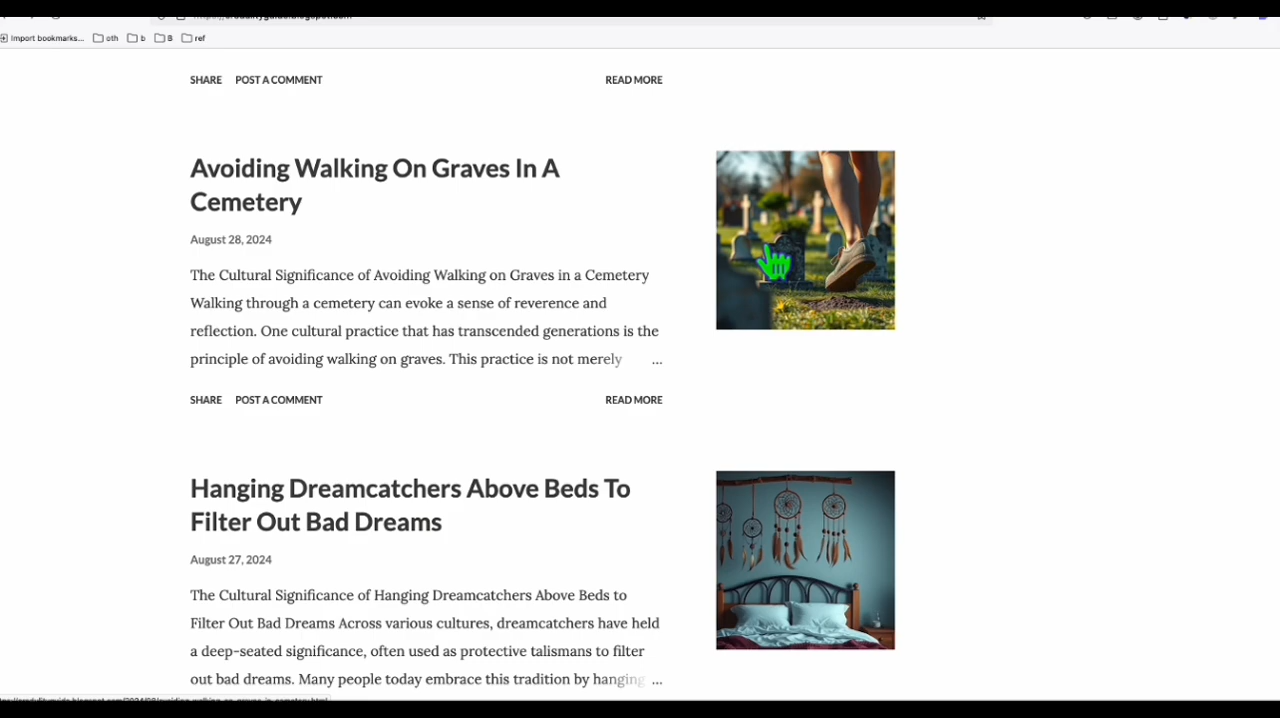 Import bookmarks... oth b B ref
SHARE POST A COMMENT READ MORE
Avoiding Walking On Graves In A
Cemetery
August 28, 2024
The Cultural Significance of Avoiding Walking on Graves in a Cemetery
Walking through a cemetery can evoke a sense of reverence and
reflection. One cultural practice that has transcended generations is the
principle of avoiding walking on graves. This practice is not merely ...
SHARE POST A COMMENT READ MORE
Hanging Dreamcatchers Above Beds To
Filter Out Bad Dreams
August 27, 2024
The Cultural Significance of Hanging Dreamcatchers Above Beds to
Filter Out Bad Dreams Across various cultures, dreamcatchers have held
a deep-seated significance, often used as protective talismans to filter
out bad dreams. Many people today embrace this tradition by hanging ...